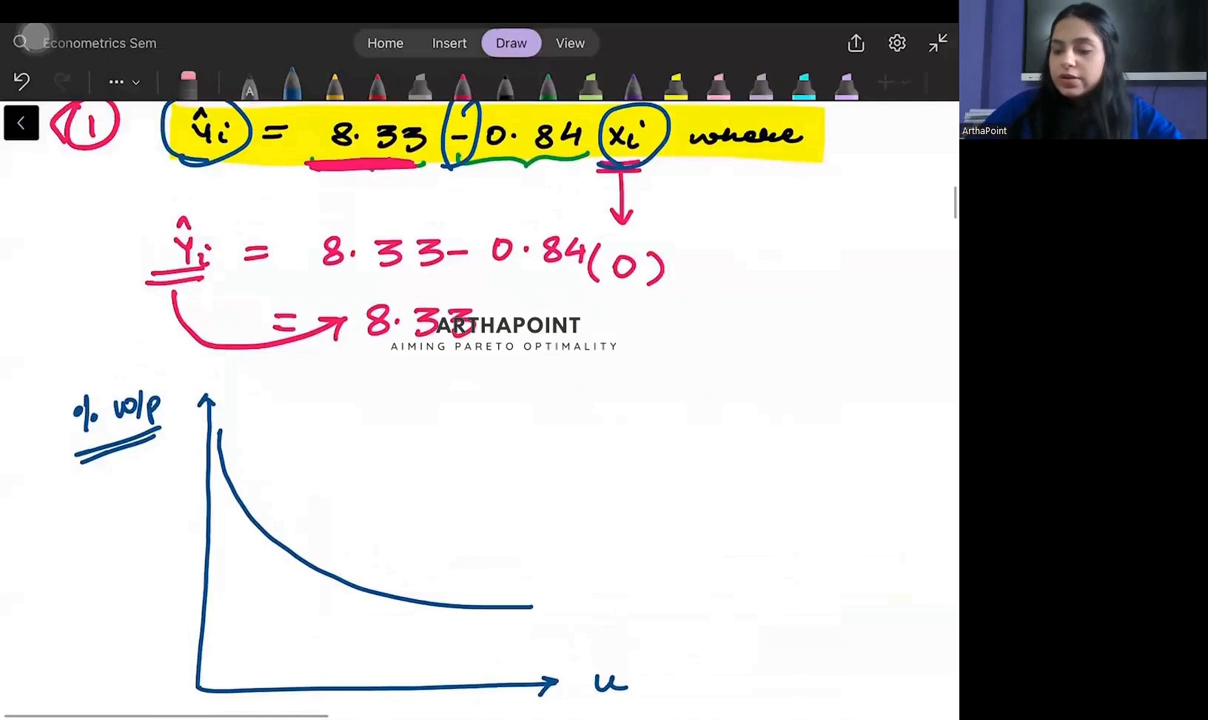 Econometrics Sem
Home Insert Draw View
A
ArthaPoint
1 Ŷi = 8.33 - 0.84 Xi where
Ŷi = 8.33 - 0.84(0)
= 8.33
ARTHAPOINT
AIMING PARETO OPTIMALITY
% w/p
u